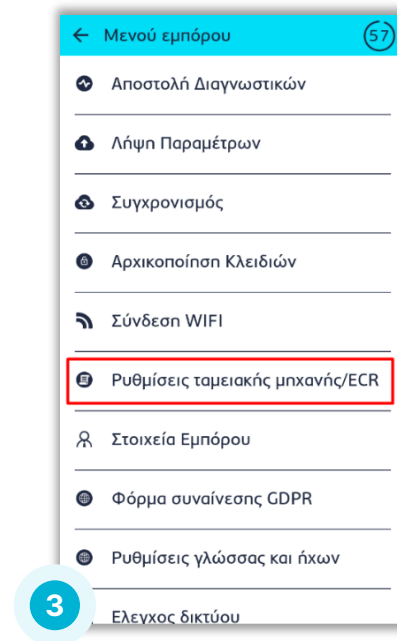 Μενού εμπόρου 57
Αποστολή Διαγνωστικών
Λήψη Παραμέτρων
Συγχρονισμός
Αρχικοποίηση Κλειδιών
Σύνδεση WIFI
Ρυθμίσεις ταμειακής μηχανής/ECR
Στοιχεία Εμπόρου
Φόρμα συναίνεσης GDPR
Ρυθμίσεις γλώσσας και ήχων
3
Ελεγχος δικτύου